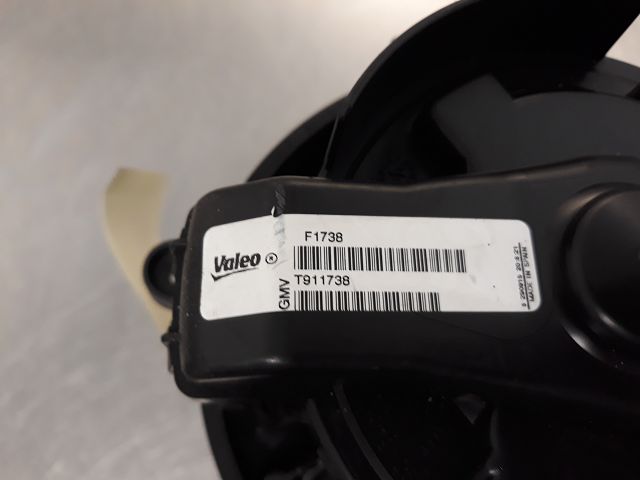 Valeo ®
F1738
T911738
GMV
MADE IN SPAIN